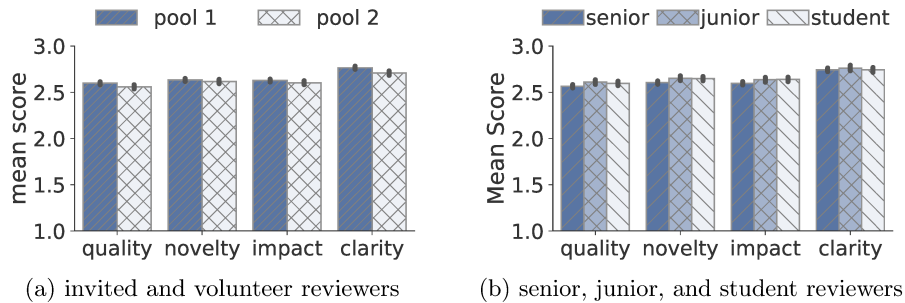 pool 1 pool 2
3.0
2.5
2.0
1.5
1.0
mean score
quality novelty impact clarity
(a) invited and volunteer reviewers
senior junior student
3.0
2.5
2.0
1.5
1.0
Mean Score
quality novelty impact clarity
(b) senior, junior, and student reviewers